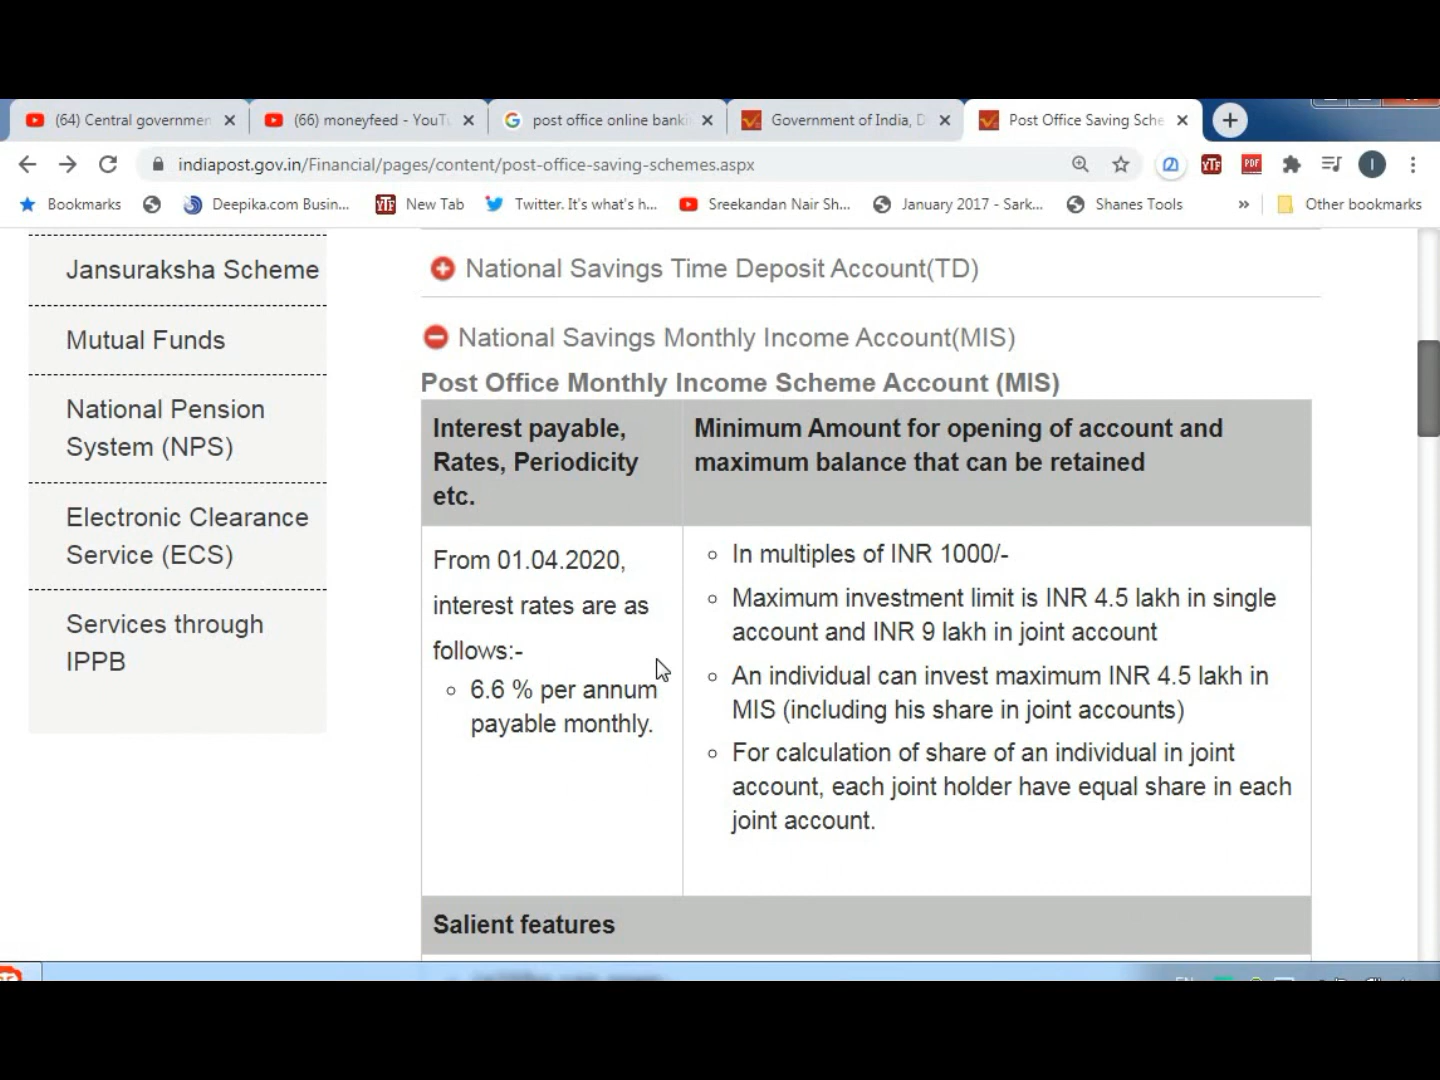 (64) Central governmen
(66) moneyfeed - YouTu
post office online banki
Government of India, D
Post Office Saving Sche
indiapost.gov.in/Financial/pages/content/post-office-saving-schemes.aspx
YTF
PDF
I
Bookmarks
Deepika.com Busin...
YTF
New Tab
Twitter. It's what's h...
Sreekandan Nair Sh...
January 2017 - Sark...
Shanes Tools
»
Other bookmarks
Jansuraksha Scheme
Mutual Funds
National Pension
System (NPS)
Electronic Clearance
Service (ECS)
Services through
IPPB
National Savings Time Deposit Account(TD)
National Savings Monthly Income Account(MIS)
Post Office Monthly Income Scheme Account (MIS)
Interest payable,
Rates, Periodicity
etc.
Minimum Amount for opening of account and
maximum balance that can be retained
From 01.04.2020,
interest rates are as
follows:-
6.6 % per annum
payable monthly.
In multiples of INR 1000/-
Maximum investment limit is INR 4.5 lakh in single
account and INR 9 lakh in joint account
An individual can invest maximum INR 4.5 lakh in
MIS (including his share in joint accounts)
For calculation of share of an individual in joint
account, each joint holder have equal share in each
joint account.
Salient features